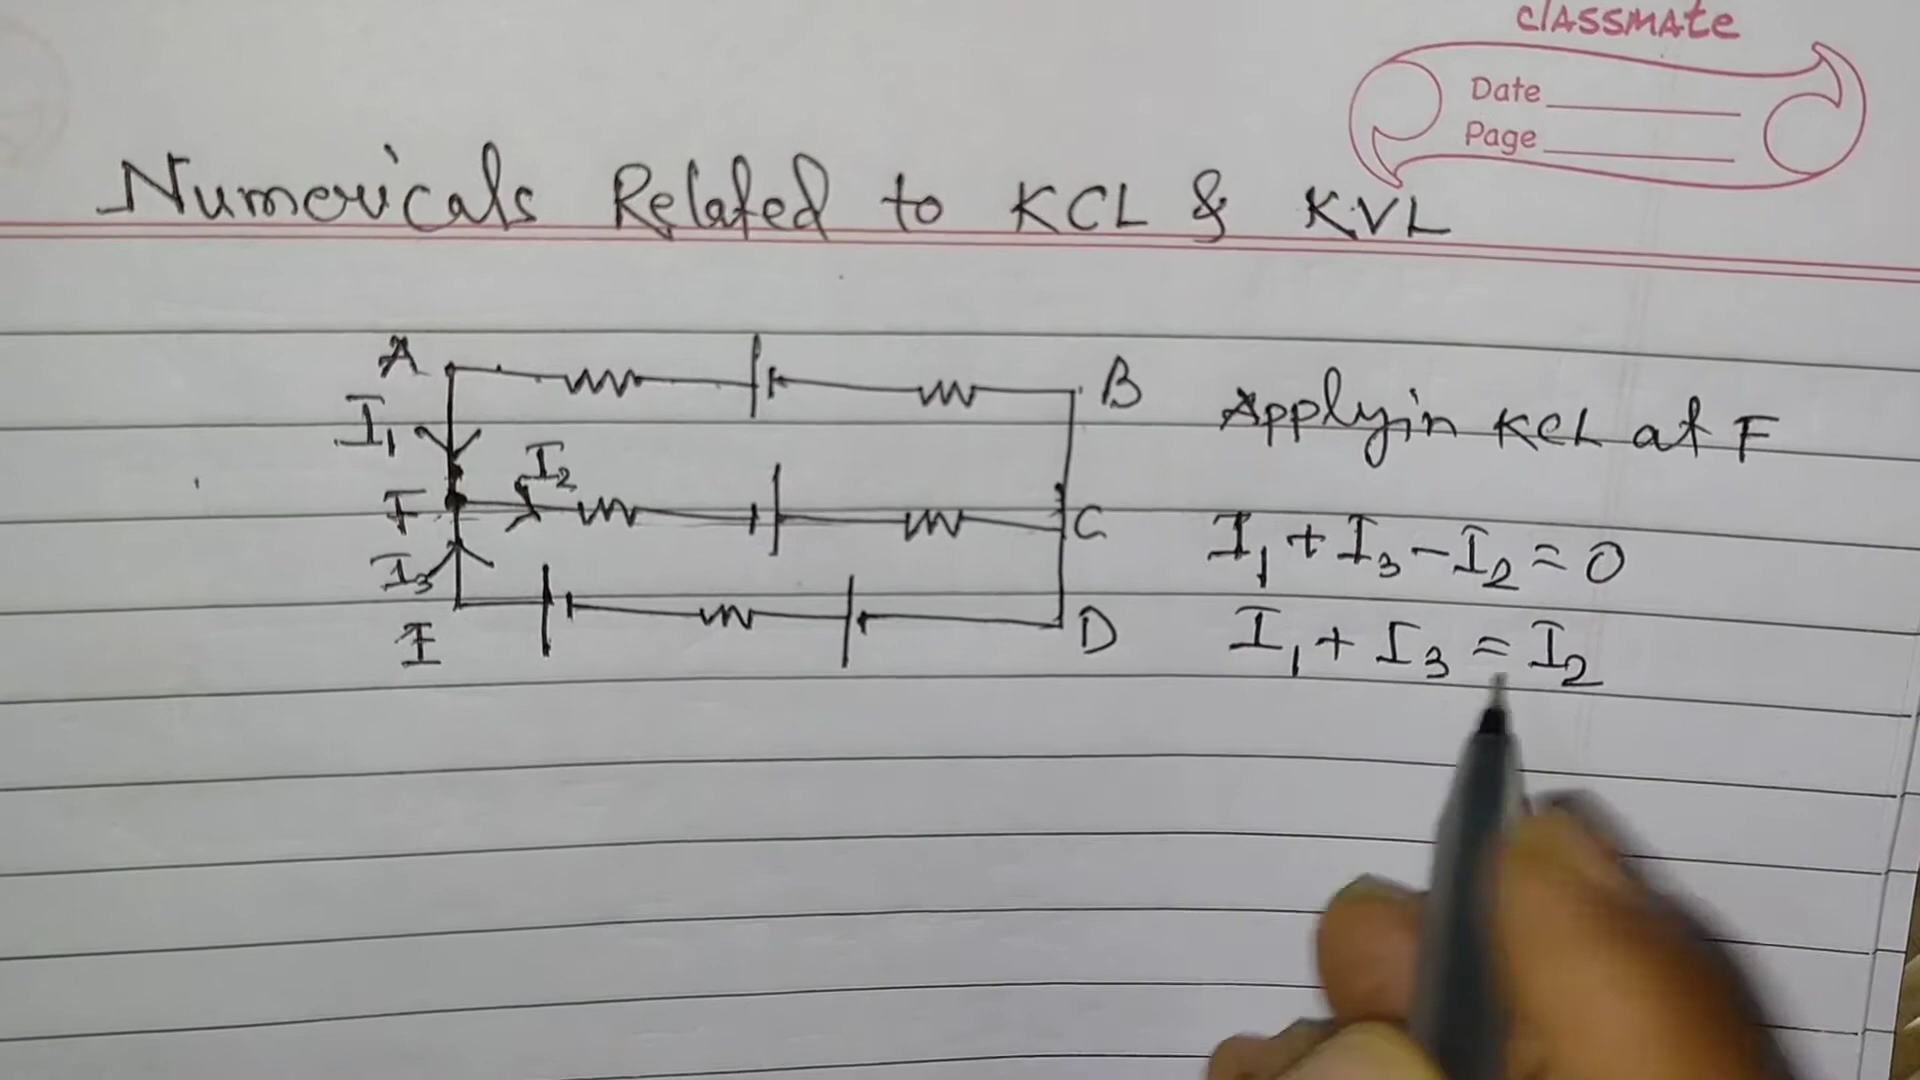 classmate
Date
Page
Numericals Related to KCL & KVL
A
B
I₁
I₂
F
C
I₃
I
D
Applyin KCL at F
I₁ + I₃ - I₂ = 0
I₁ + I₃ = I₂